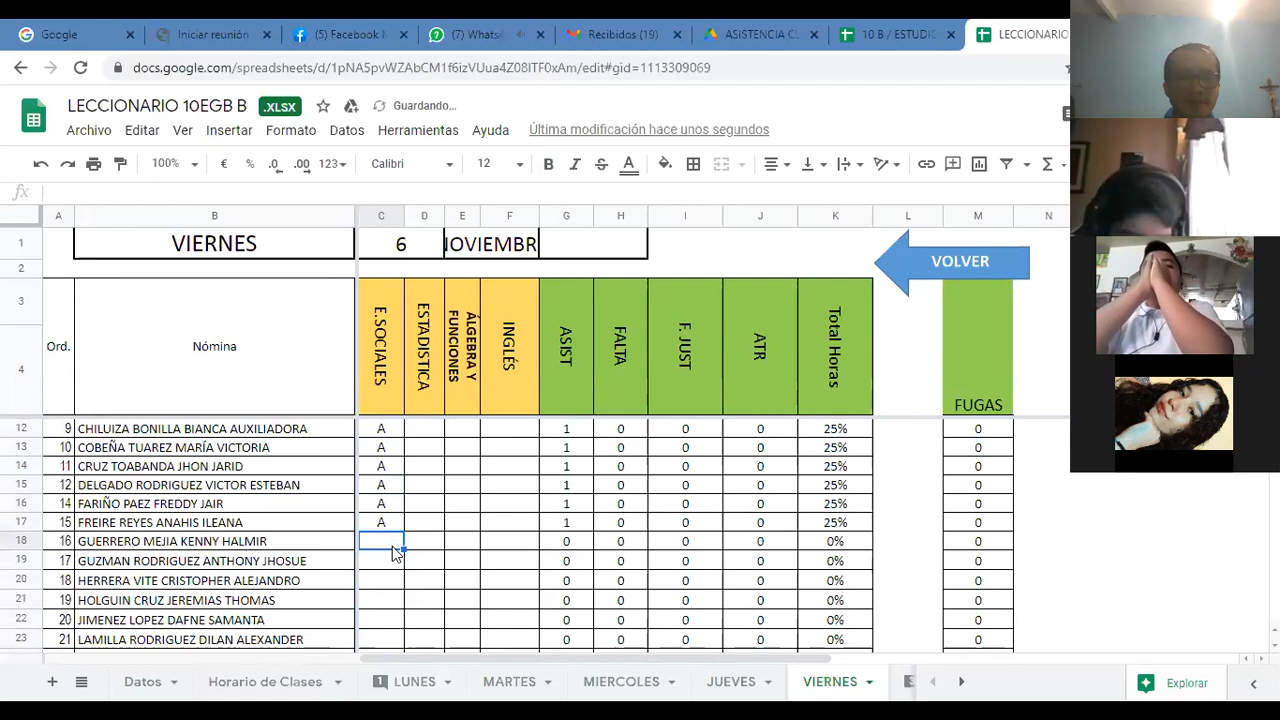 Google
Iniciar reunión
(5) Facebook
(7) Whats
Recibidos (19)
ASISTENCIA C
10 B / ESTUDI
LECCIONARIO
docs.google.com/spreadsheets/d/1pNASpvWZAbCM1f6izVUua4Z08ITF0xAm/edit#gid=1113309069
LECCIONARIO 10EGB B .XLSX Guardando...
Archivo Editar Ver Insertar Formato Datos Herramientas Ayuda Última modificación hace unos segundos
100% € % .0 .00 123 Calibri 12 B I S A
fx
A B C D E F G H I J K L M N
1 VIERNES 6 NOVIEMBR
2 VOLVER
3
4 Ord. Nómina E.SOCIALES ESTADISTICA ÁLGEBRA Y FUNCIONES INGLÉS ASIST FALTA F. JUST ATR Total Horas FUGAS
12 9 CHILUIZA BONILLA BIANCA AUXILIADORA A 1 0 0 0 25% 0
13 10 COBEÑA TUAREZ MARÍA VICTORIA A 1 0 0 0 25% 0
14 11 CRUZ TOABANDA JHON JARID A 1 0 0 0 25% 0
15 12 DELGADO RODRIGUEZ VICTOR ESTEBAN A 1 0 0 0 25% 0
16 14 FARIÑO PAEZ FREDDY JAIR A 1 0 0 0 25% 0
17 15 FREIRE REYES ANAHIS ILEANA A 1 0 0 0 25% 0
18 16 GUERRERO MEJIA KENNY HALMIR 0 0 0 0 0% 0
19 17 GUZMAN RODRIGUEZ ANTHONY JHOSUE 0 0 0 0 0% 0
20 18 HERRERA VITE CRISTOPHER ALEJANDRO 0 0 0 0 0% 0
21 19 HOLGUIN CRUZ JEREMIAS THOMAS 0 0 0 0 0% 0
22 20 JIMENEZ LOPEZ DAFNE SAMANTA 0 0 0 0 0% 0
23 21 LAMILLA RODRIGUEZ DILAN ALEXANDER 0 0 0 0 0% 0
Datos Horario de Clases 1 LUNES MARTES MIERCOLES JUEVES VIERNES Explorar